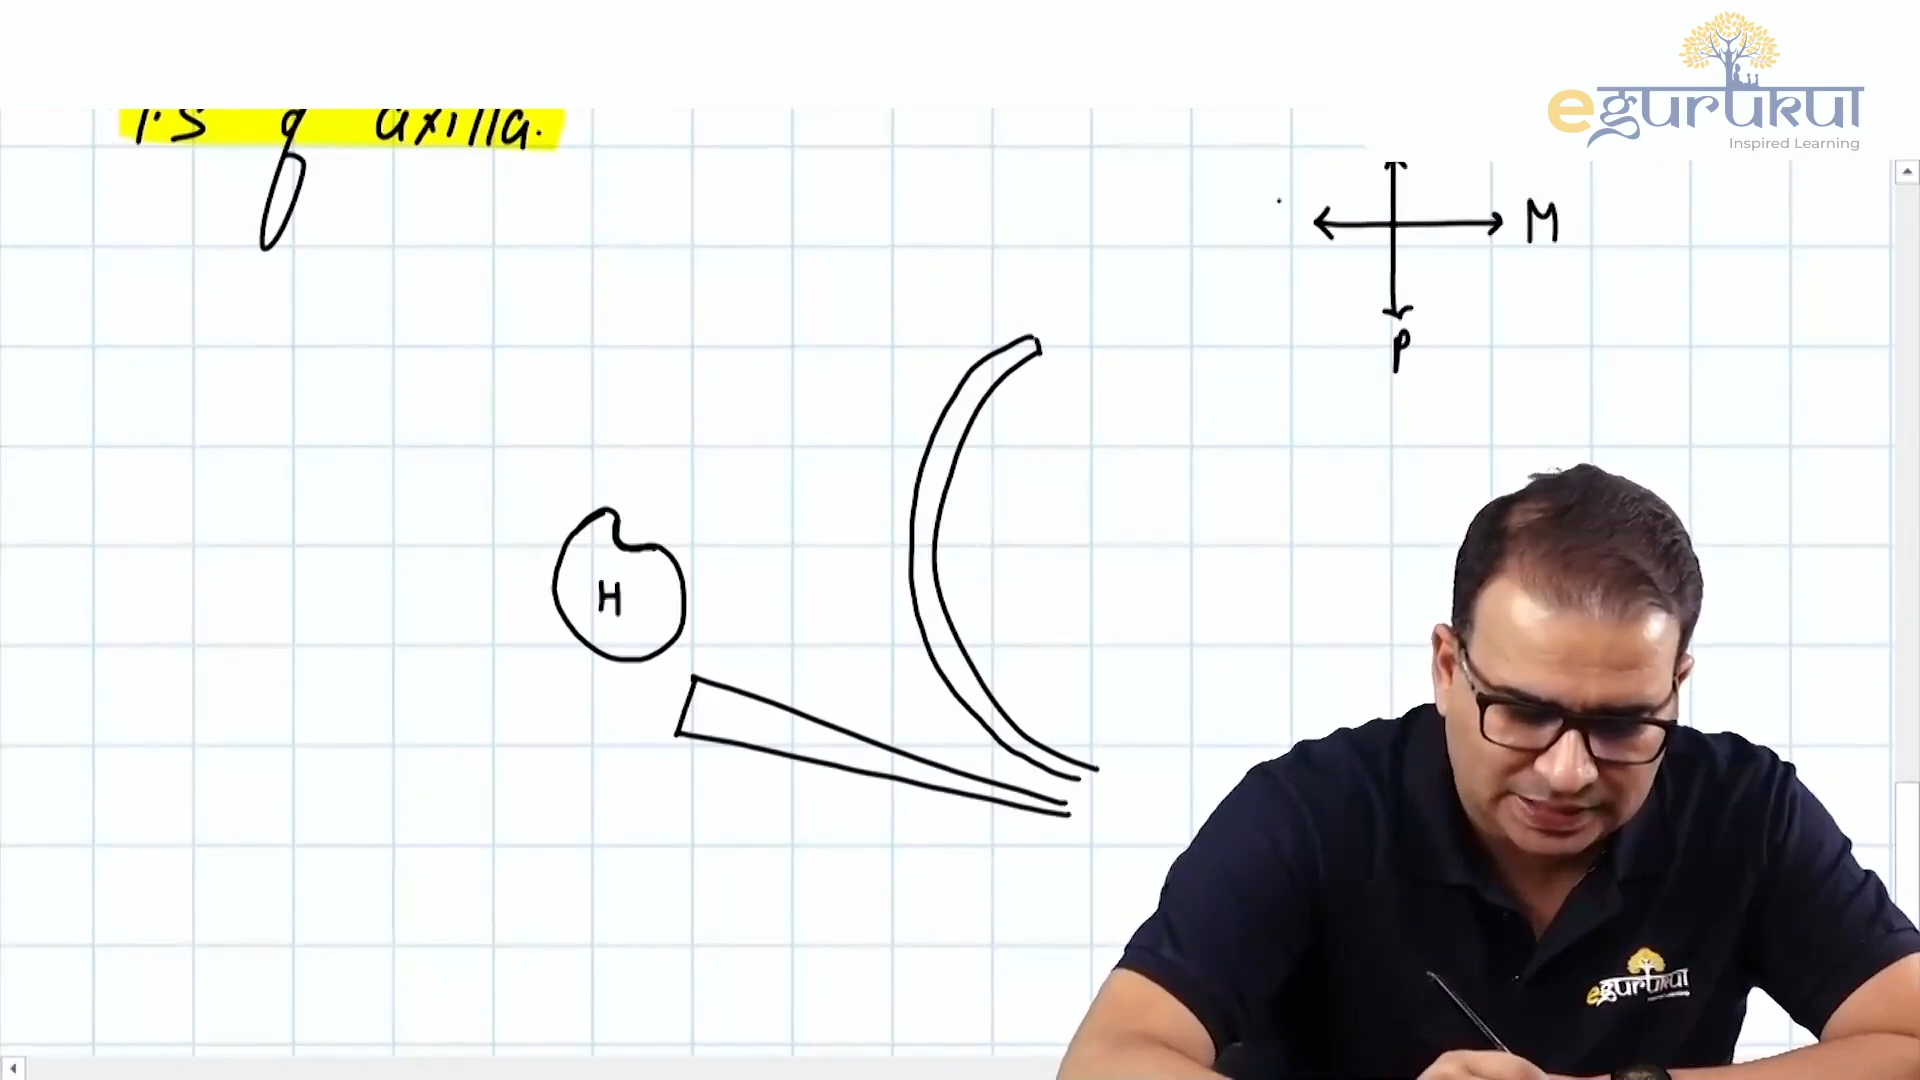 T.S of axilla.
egurukul
Inspired Learning
M
P
H
egurukul